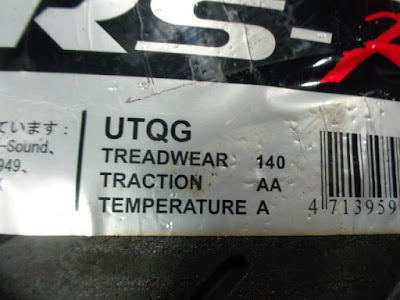 RS-R
ています：
-Sound、
949、
UTQG
TREADWEAR 140
TRACTION AA
TEMPERATURE A
4 713959